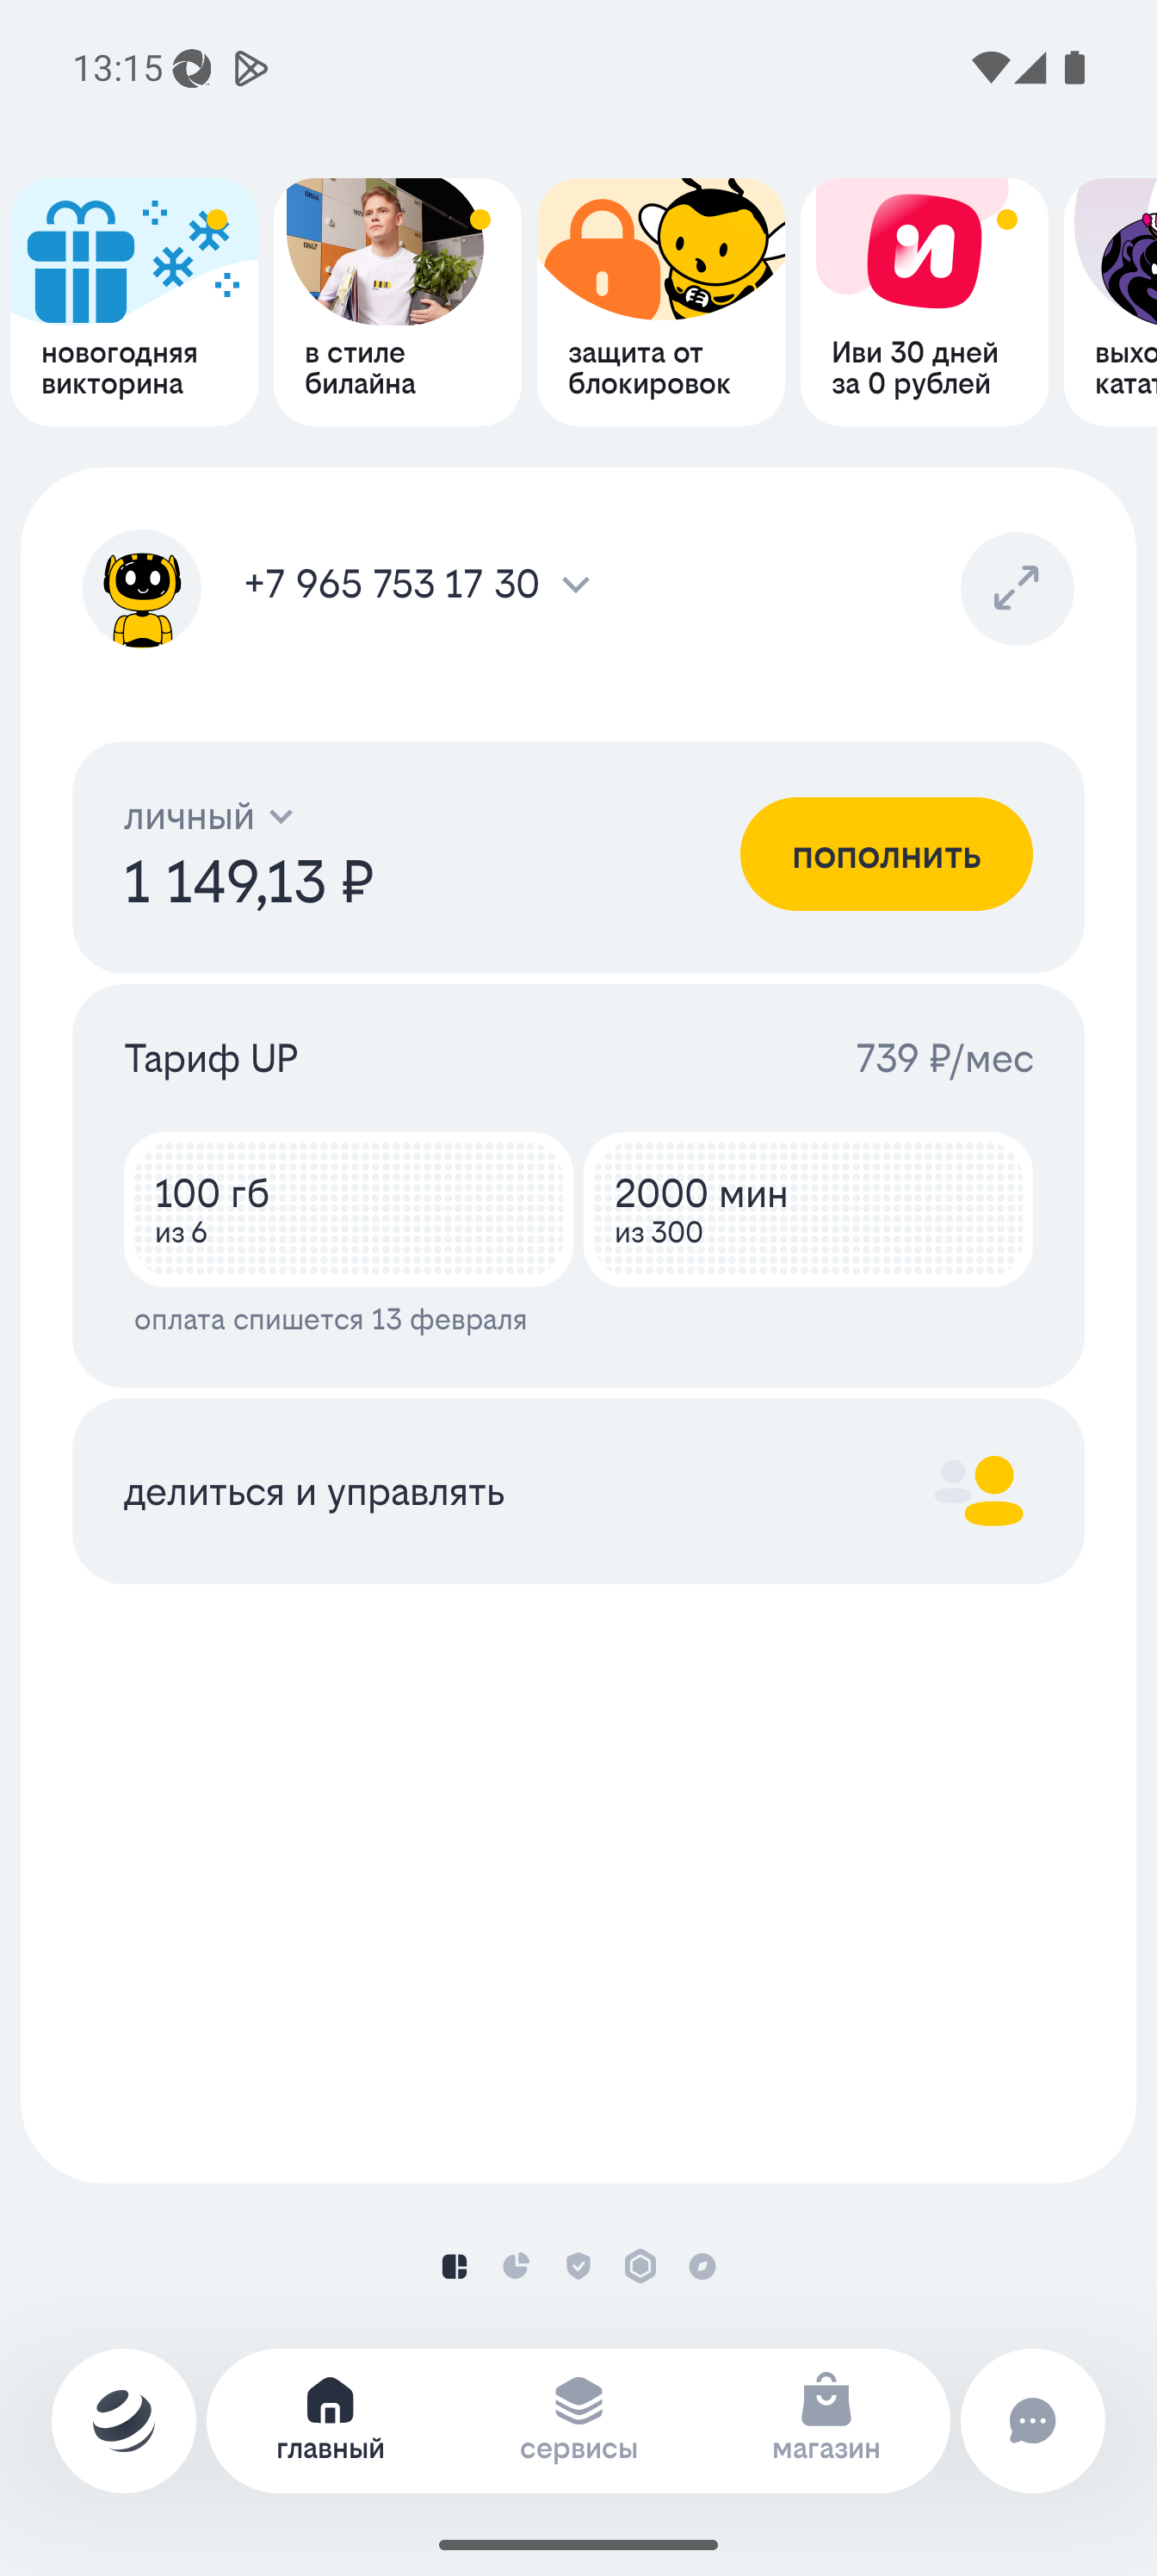 13:15
новогодняя
викторина
в стиле
билайна
защита от
блокировок
Иви 30 дней
за 0 рублей
выхо
катат
+7 965 753 17 30
личный
1 149,13 ₽
пополнить
Тариф UP
739 ₽/мес
100 гб
из 6
2000 мин
из 300
оплата спишется 13 февраля
делиться и управлять
главный
сервисы
магазин